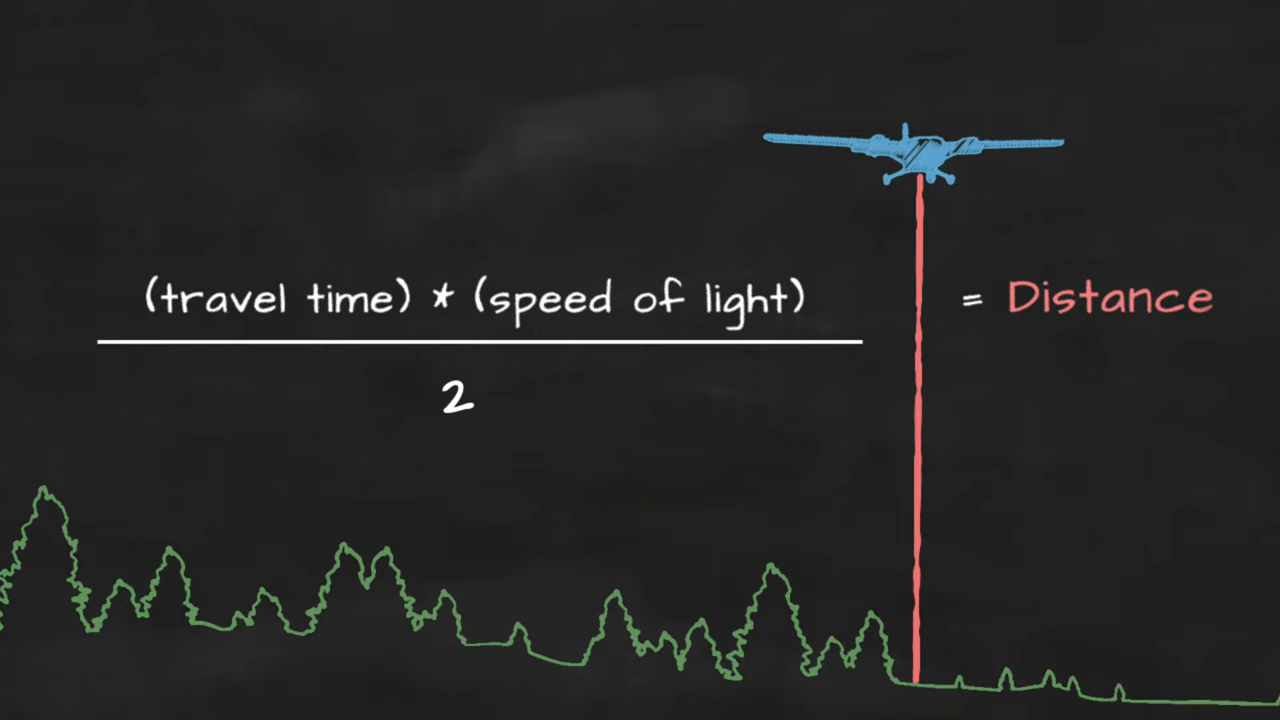 (travel time) * (speed of light) = Distance
2